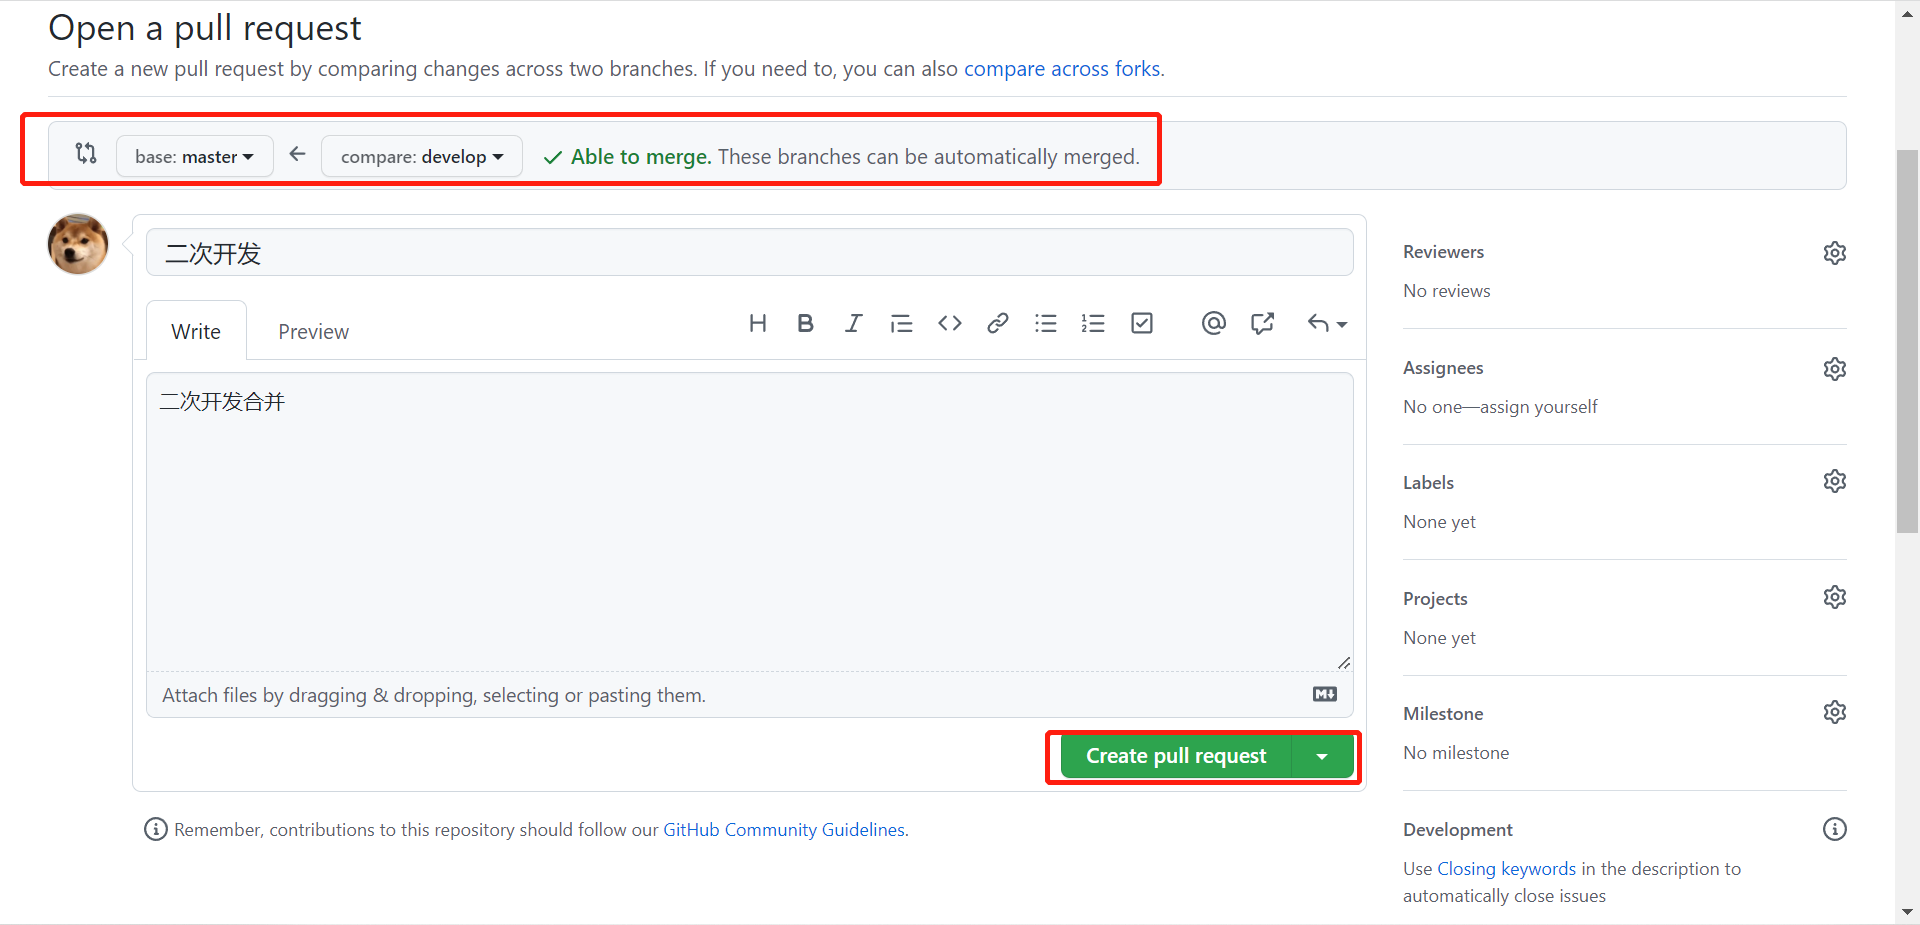 Open a pull request
Create a new pull request by comparing changes across two branches. If you need to, you can also compare across forks.
base: master
compare: develop
Able to merge. These branches can be automatically merged.
二次开发
Write
Preview
二次开发合并
Attach files by dragging & dropping, selecting or pasting them.
Create pull request
Remember, contributions to this repository should follow our GitHub Community Guidelines.
Reviewers
No reviews
Assignees
No one—assign yourself
Labels
None yet
Projects
None yet
Milestone
No milestone
Development
Use Closing keywords in the description to
automatically close issues